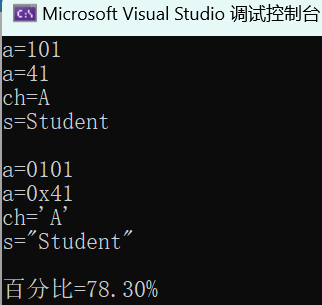 Microsoft Visual Studio 调试控制台
a=101
a=41
ch=A
s=Student
a=0101
a=0x41
ch='A'
s="Student"
百分比=78.30%